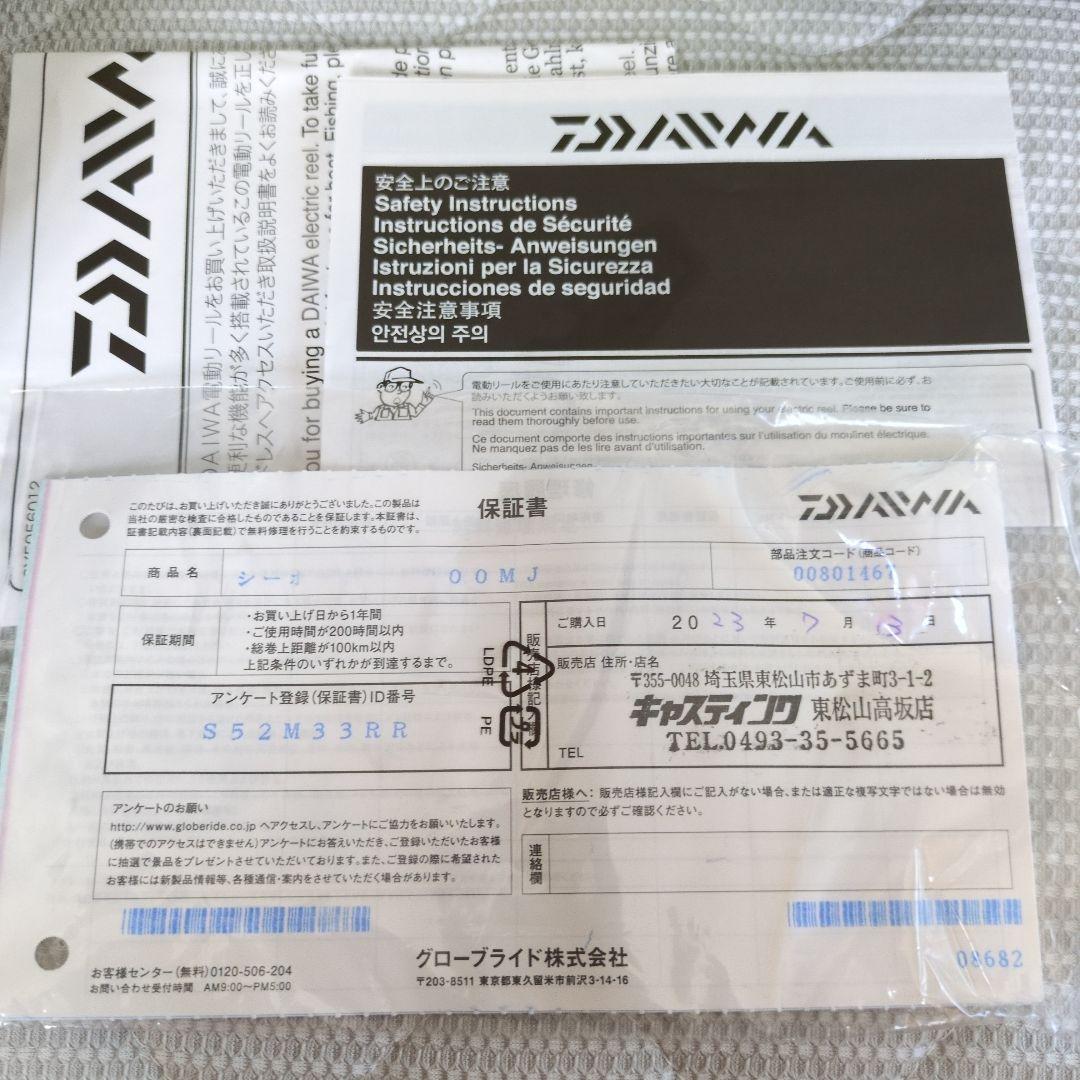 DAIWA
DAIWA電動リールをお買い上げいただきまして、誠に
便利な機能が多く搭載されているこの電動リールを正し
ドレスへアクセスいただき取扱説明書をよくお読みくださ
ou for buying a DAIWA electric reel. To take fu
DAIWA
安全上のご注意
Safety Instructions
Instructions de Sécurité
Sicherheits- Anweisungen
Istruzioni per la Sicurezza
Instrucciones de seguridad
安全注意事項
안전상의 주의
電動リールをご使用にあたり注意していただきたい大切なことが記載されています。ご使用前に必ず、お
読みいただくようお願い致します。
This document contains important instructions for using your electric reel. Please be sure to
read them thoroughly before use.
Ce document comporte des instructions importantes sur l'utilisation du moulinet électrique.
Ne manquez pas de les lire avant d'utilisation.
Sicherheits- Anweisungen
このたびは、お買い上げいただき誠にありがとうございました。この製品は
当社の厳密な検査に合格したものであることを保証します。本証書は、
証書記載内容(裏面記載)で無料修理を行うことを約束するものです。
保証書
DAIWA
商品名
シーオ 00MJ
部品注文コード(商品コード)
00801467
保証期間
・お買い上げ日から1年間
・ご使用時間が200時間以内
・総巻上距離が100km以内
上記条件のいずれかが到達するまで。
アンケート登録(保証書)ID番号
S52M33RR
LDPE
PE
4
販売店様記入欄
ご購入日 2023年 7月 13日
販売店 住所・店名
〒355-0048 埼玉県東松山市あずま町3-1-2
キャスティング 東松山高坂店
TEL.0493-35-5665
TEL
アンケートのお願い
http://www.globeride.co.jp へアクセスし、アンケートにご協力をお願いいたします。
(携帯でのアクセスはできません)アンケートにお答えいただき、ご登録いただいたお客様
に抽選で景品をプレゼントさせていただいております。また、ご登録の際に希望された
お客様には新製品情報等、各種通信・案内をさせていただく場合があります。
販売店様へ：販売店様記入欄にご記入がない場合、または適正な複写文字ではない場合は無効
となりますので必ずご確認ください。
連絡欄
お客様センター(無料)0120-506-204
お問い合わせ受付時間 AM9:00～PM5:00
グローブライド株式会社
〒203-8511 東京都東久留米市前沢3-14-16
08682